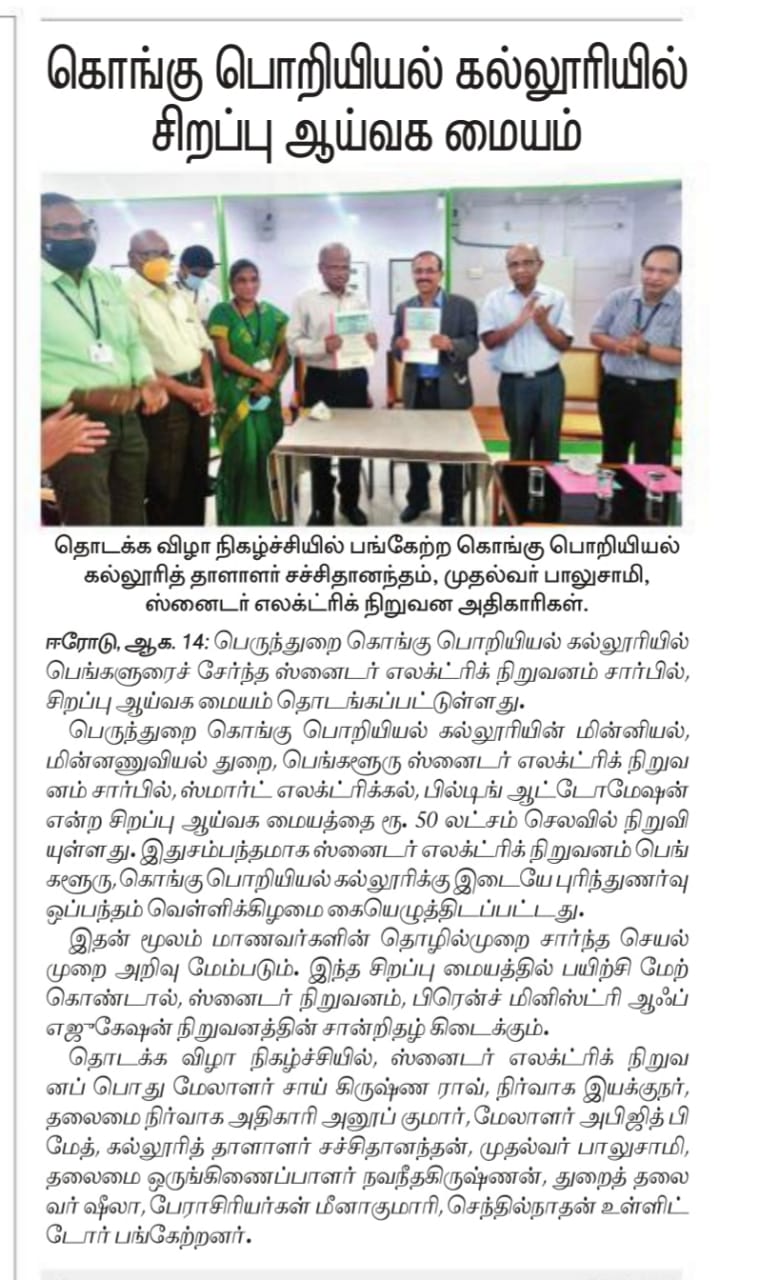 கொங்கு பொறியியல் கல்லூரியில்
சிறப்பு ஆய்வக மையம்
தொடக்க விழா நிகழ்ச்சியில் பங்கேற்ற கொங்கு பொறியியல்
கல்லூரித் தாளாளர் சச்சிதானந்தம், முதல்வர் பாலுசாமி,
ஸ்னைடர் எலக்ட்ரிக் நிறுவன அதிகாரிகள்.
ஈரோடு, ஆக. 14: பெருந்துறை கொங்கு பொறியியல் கல்லூரியில்
பெங்களுரைச் சேர்ந்த ஸ்னைடர் எலக்ட்ரிக் நிறுவனம் சார்பில்,
சிறப்பு ஆய்வக மையம் தொடங்கப்பட்டுள்ளது.
பெருந்துறை கொங்கு பொறியியல் கல்லூரியின் மின்னியல்,
மின்னணுவியல் துறை, பெங்களூரு ஸ்னைடர் எலக்ட்ரிக் நிறுவ
னம் சார்பில், ஸ்மார்ட் எலக்ட்ரிக்கல், பில்டிங் ஆட்டோமேஷன்
என்ற சிறப்பு ஆய்வக மையத்தை ரூ. 50 லட்சம் செலவில் நிறுவி
யுள்ளது. இதுசம்பந்தமாக ஸ்னைடர் எலக்ட்ரிக் நிறுவனம் பெங்
களூரு, கொங்கு பொறியியல் கல்லூரிக்கு இடையே புரிந்துணர்வு
ஒப்பந்தம் வெள்ளிக்கிழமை கையெழுத்திடப்பட்டது.
இதன் மூலம் மாணவர்களின் தொழில்முறை சார்ந்த செயல்
முறை அறிவு மேம்படும். இந்த சிறப்பு மையத்தில் பயிற்சி மேற்
கொண்டால், ஸ்னைடர் நிறுவனம், பிரென்ச் மினிஸ்ட்ரி ஆஃப்
எஜுகேஷன் நிறுவனத்தின் சான்றிதழ் கிடைக்கும்.
தொடக்க விழா நிகழ்ச்சியில், ஸ்னைடர் எலக்ட்ரிக் நிறுவ
னப் பொது மேலாளர் சாய் கிருஷ்ண ராவ், நிர்வாக இயக்குநர்,
தலைமை நிர்வாக அதிகாரி அனூப் குமார், மேலாளர் அபிஜித் பி
மேத், கல்லூரித் தாளாளர் சச்சிதானந்தன், முதல்வர் பாலுசாமி,
தலைமை ஒருங்கிணைப்பாளர் நவநீதகிருஷ்ணன், துறைத் தலை
வர் ஷீலா, பேராசிரியர்கள் மீனாகுமாரி, செந்தில்நாதன் உள்ளிட்
டோர் பங்கேற்றனர்.